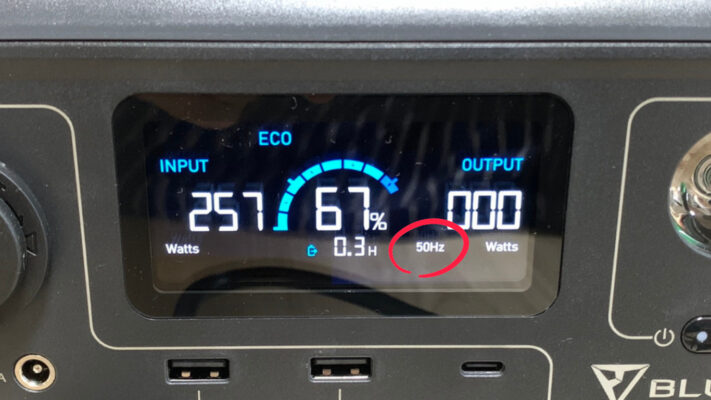 ECO
INPUT
OUTPUT
257
67%
000
Watts
0.3H
50Hz
Watts
A
BLU